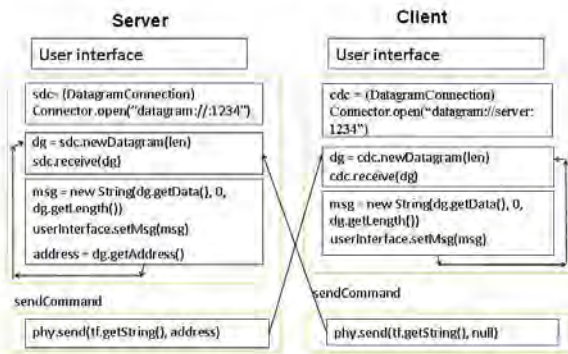 Server
User interface
sdc= (DatagramConnection)
Connector.open("datagram://:1234")
dg = sdc.newDatagram(len)
sdc.receive(dg)
msg = new String(dg.getData(), 0,
dg.getLength())
userInterface.setMsg(msg)
address = dg.getAddress()
sendCommand
phy.send(tf.getString(), address)
Client
User interface
cdc = (DatagramConnection)
Connector.open("datagram://server:
1234")
dg = cdc.newDatagram(len)
cdc.receive(dg)
msg = new String(dg.getData(), 0,
dg.getLength())
userInterface.setMsg(msg)
sendCommand
phy.send(tf.getString(), null)